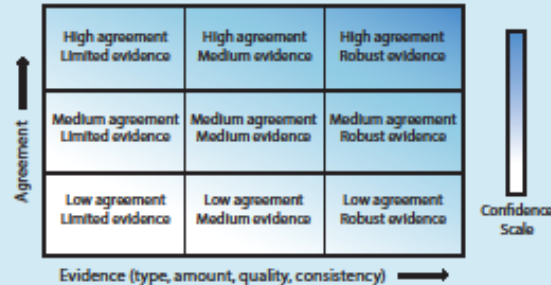 High agreement
Limited evidence
High agreement
Medium evidence
High agreement
Robust evidence
Medium agreement
Limited evidence
Medium agreement
Medium evidence
Medium agreement
Robust evidence
Low agreement
Limited evidence
Low agreement
Medium evidence
Low agreement
Robust evidence
Agreement
Evidence (type, amount, quality, consistency)
Confidence
Scale